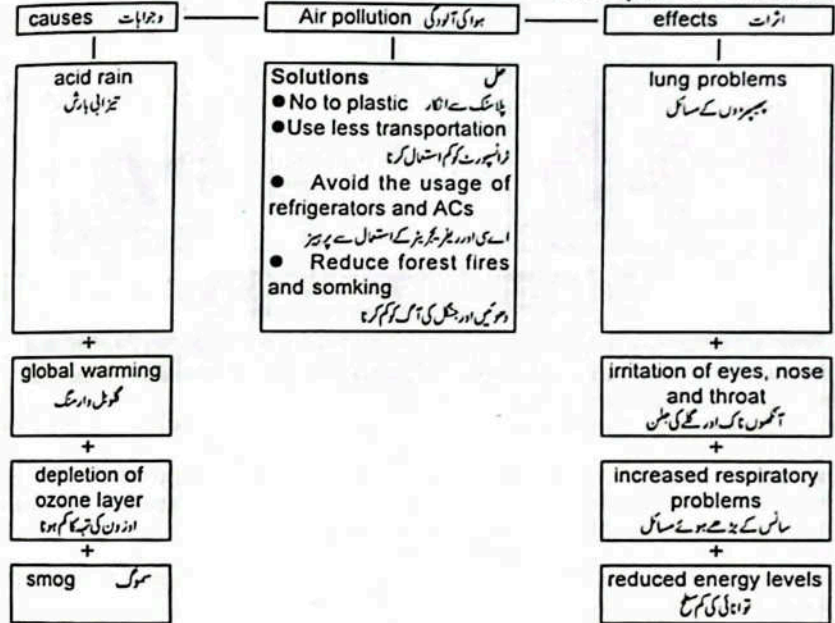 causes وجوہات
Air pollution ہوا کی آلودگی
effects اثرات
acid rain
تیزابی بارش
Solutions حل
● No to plastic پلاسٹک سے انکار
● Use less transportation
ٹرانسپورٹ کو کم استعمال کرنا
● Avoid the usage of
refrigerators and ACs
اے سی اور ریفریجریٹر کے استعمال سے پرہیز
● Reduce forest fires
and somking
دھوئیں اور جنگل کی آگ کو کم کرنا
lung problems
پھیپھڑوں کے مسائل
+
global warming
گلوبل وارمنگ
+
depletion of
ozone layer
اوزون کی تہہ کا کم ہونا
+
smog سموگ
+
irritation of eyes, nose
and throat
آنکھوں ناک اور گلے کی جلن
+
increased respiratory
problems
سانس کے بڑھے ہوئے مسائل
+
reduced energy levels
توانائی کی کم سطح